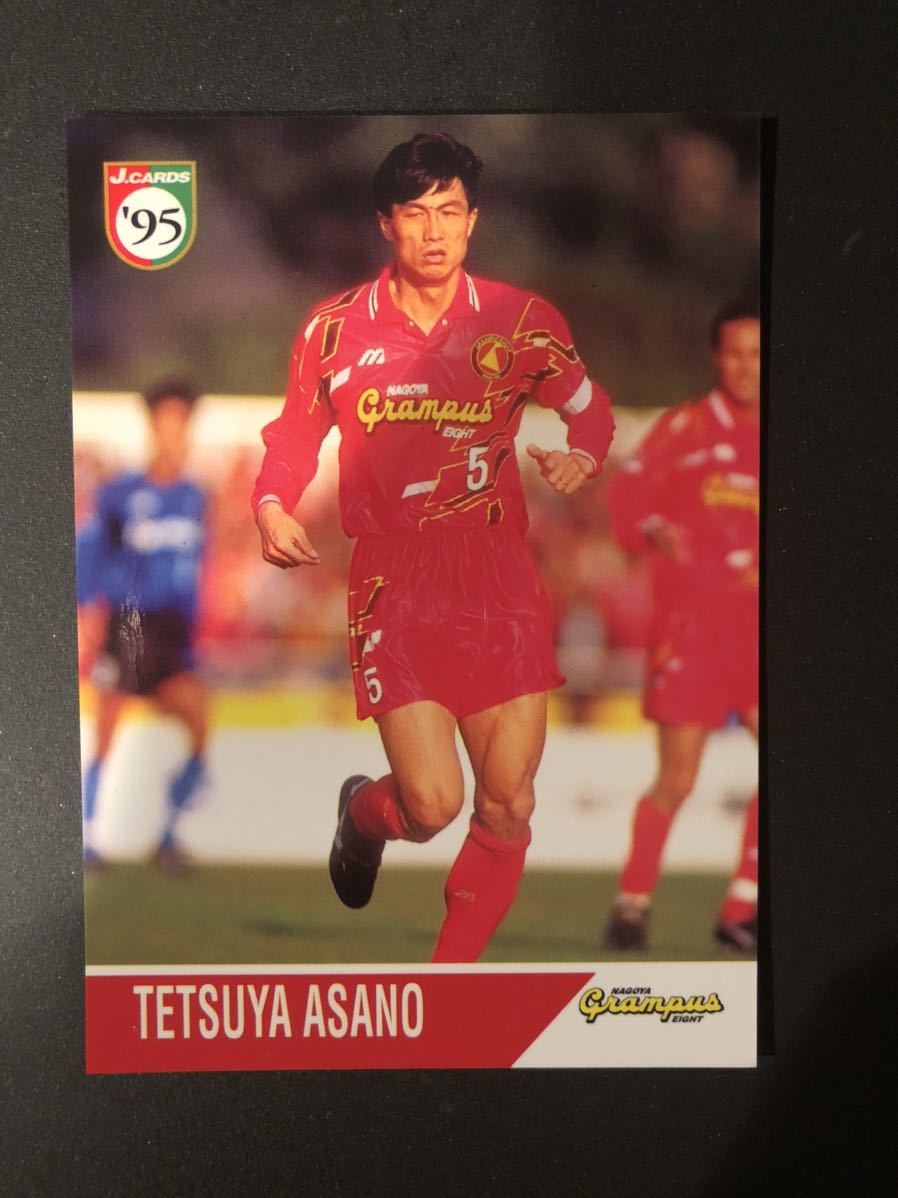 J.CARDS
'95
NAGOYA
Grampus
EIGHT
5
5
TETSUYA ASANO
NAGOYA
Grampus
EIGHT